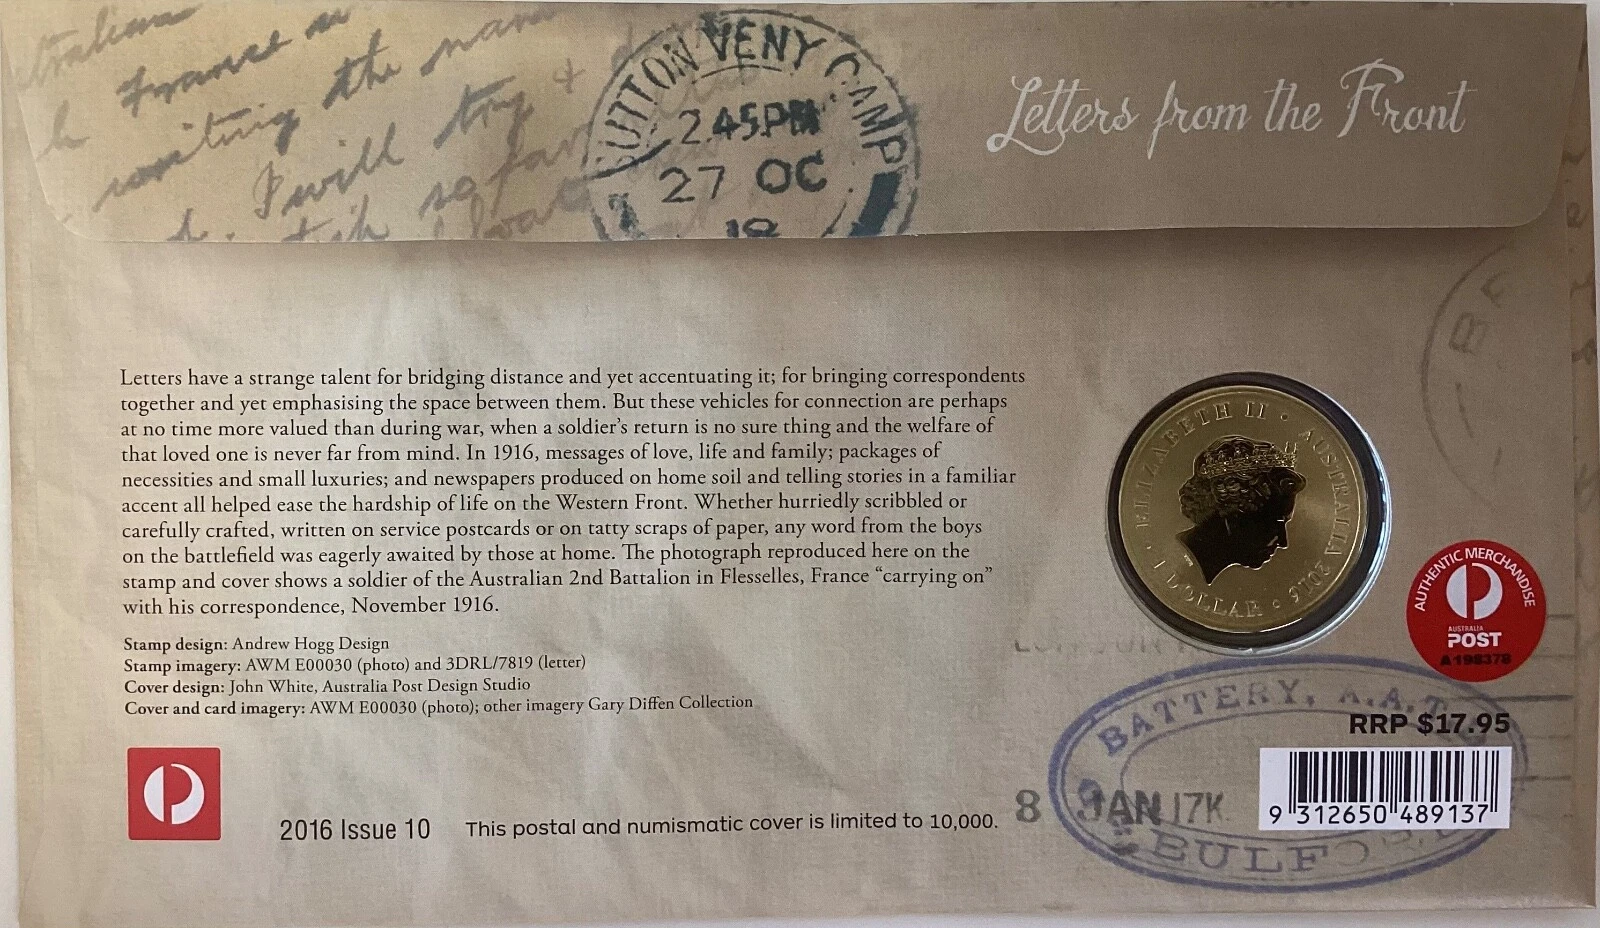 France
writing the
I will try &
so far
SUTTON VENY CAMP
2 45PM
27 OC
18
Letters from the Front
Letters have a strange talent for bridging distance and yet accentuating it; for bringing correspondents
together and yet emphasising the space between them. But these vehicles for connection are perhaps
at no time more valued than during war, when a soldier's return is no sure thing and the welfare of
that loved one is never far from mind. In 1916, messages of love, life and family; packages of
necessities and small luxuries; and newspapers produced on home soil and telling stories in a familiar
accent all helped ease the hardship of life on the Western Front. Whether hurriedly scribbled or
carefully crafted, written on service postcards or on tatty scraps of paper, any word from the boys
on the battlefield was eagerly awaited by those at home. The photograph reproduced here on the
stamp and cover shows a soldier of the Australian 2nd Battalion in Flesselles, France “carrying on”
with his correspondence, November 1916.
Stamp design: Andrew Hogg Design
Stamp imagery: AWM E00030 (photo) and 3DRL/7819 (letter)
Cover design: John White, Australia Post Design Studio
Cover and card imagery: AWM E00030 (photo); other imagery Gary Diffen Collection
2016 Issue 10
This postal and numismatic cover is limited to 10,000.
ELIZABETH II • AUSTRALIA 2016 • 1 DOLLAR •
AUTHENTIC MERCHANDISE
AUSTRALIA
POST
A198378
BATTERY, A.A.
RRP $17.95
8 JAN 17K
9 312650 489137